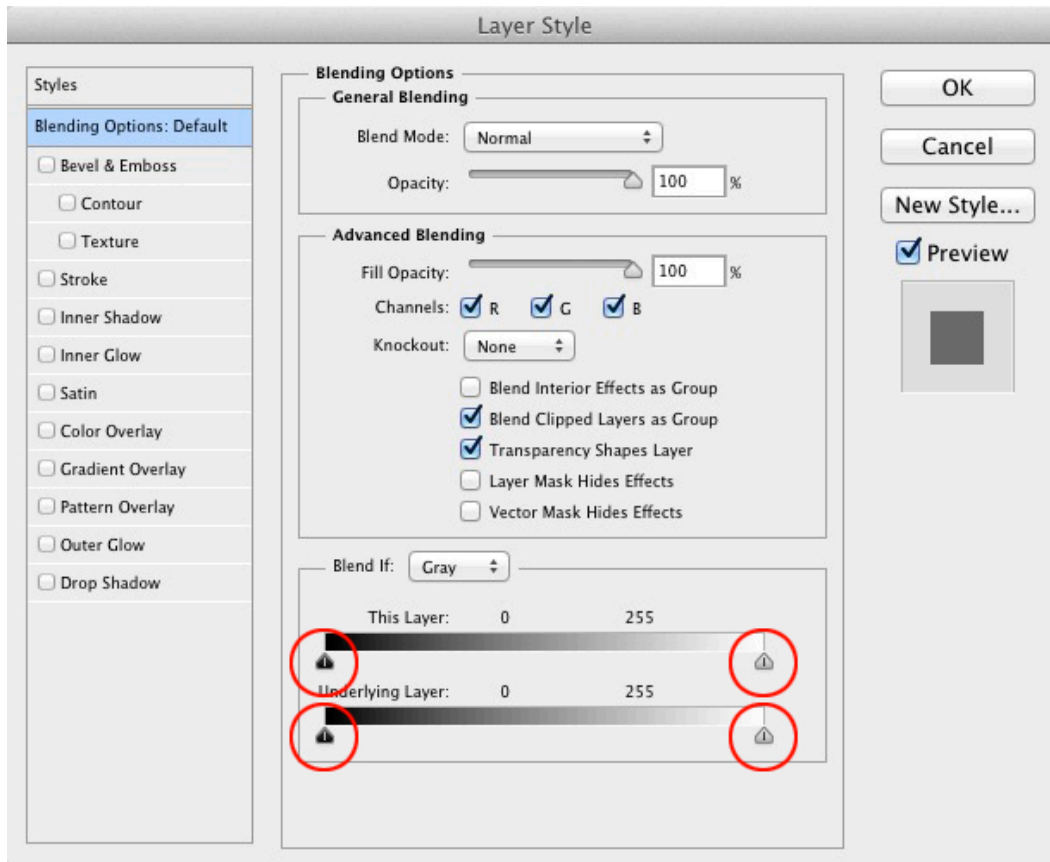 Layer Style
Styles
Blending Options: Default
Bevel & Emboss
Contour
Texture
Stroke
Inner Shadow
Inner Glow
Satin
Color Overlay
Gradient Overlay
Pattern Overlay
Outer Glow
Drop Shadow
Blending Options
General Blending
Blend Mode: Normal
Opacity: 100 %
Advanced Blending
Fill Opacity: 100 %
Channels: R G B
Knockout: None
Blend Interior Effects as Group
Blend Clipped Layers as Group
Transparency Shapes Layer
Layer Mask Hides Effects
Vector Mask Hides Effects
Blend If: Gray
This Layer: 0 255
Underlying Layer: 0 255
OK
Cancel
New Style...
Preview